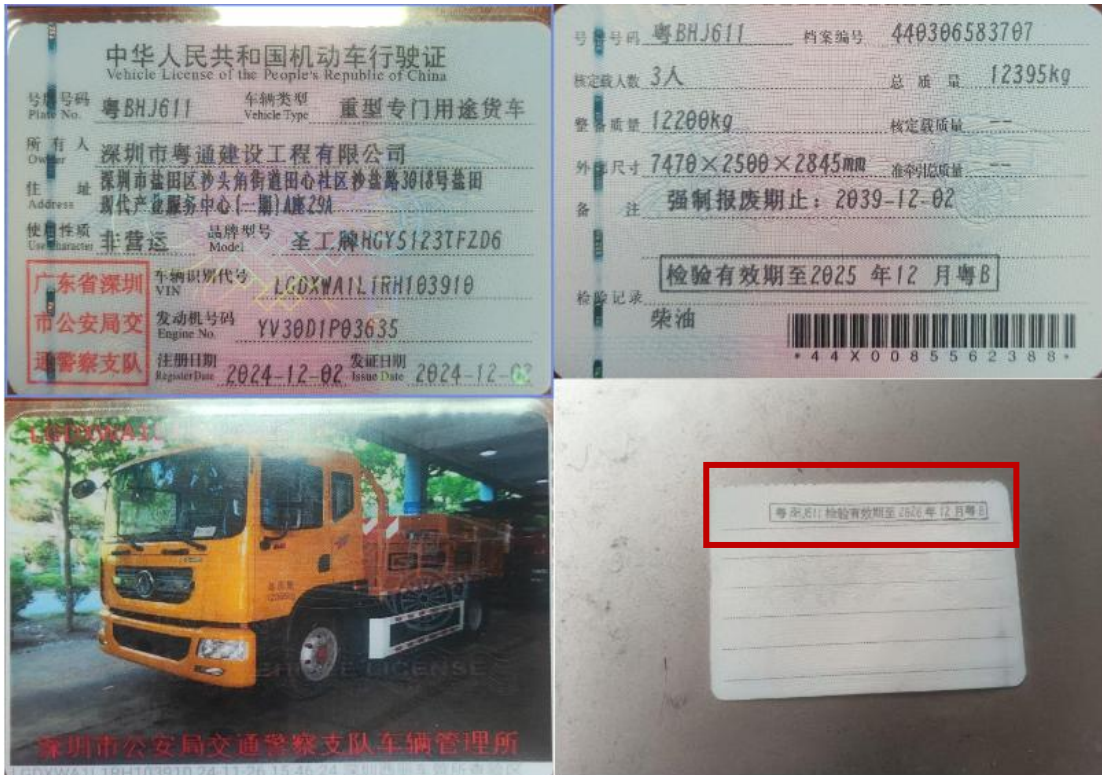 中华人民共和国机动车行驶证
Vehicle License of the People's Republic of China
号牌号码 粤BHJ611 车辆类型 重型专门用途货车
Plate No. Vehicle Type
所有人 深圳市粤通建设工程有限公司
Owner
住址 深圳市盐田区沙头角街道田心社区沙盐路3018号盐田
Address 现代产业服务中心(一期)A座29A
使用性质 非营运 品牌型号 圣工牌HGY5123TFZD6
Use Character Model
广东省深圳
市公安局交
通警察支队
车辆识别代号 LGDXWA1L1RH103910
VIN
发动机号码 YV30D1P03635
Engine No.
注册日期 2024-12-02 发证日期 2024-12-02
Register Date Issue Date
号牌号码 粤BHJ611 档案编号 440306583707
核定载人数 3人 总质量 12395kg
整备质量 12200kg 核定载质量 --
外廓尺寸 7470×2500×2845mm 准牵引总质量 --
备注 强制报废期止：2039-12-02
检验有效期至2025 年12 月粤B
检验记录
柴油
*44X0085562388*
LGDXWA1L
VEHICLE LICENSE
深圳市公安局交通警察支队车辆管理所
LGDXWA1L1RH103910 24-11-26 15:46:24
粤BHJ611 检验有效期至 2026 年 12 月粤B